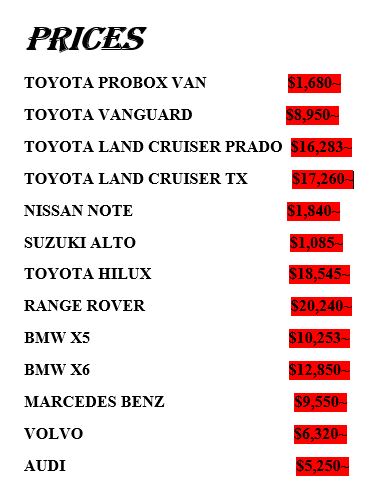 PRICES
TOYOTA PROBOX VAN $1,680~
TOYOTA VANGUARD $8,950~
TOYOTA LAND CRUISER PRADO $16,283~
TOYOTA LAND CRUISER TX $17,260~
NISSAN NOTE $1,840~
SUZUKI ALTO $1,085~
TOYOTA HILUX $18,545~
RANGE ROVER $20,240~
BMW X5 $10,253~
BMW X6 $12,850~
MARCEDES BENZ $9,550~
VOLVO $6,320~
AUDI $5,250~